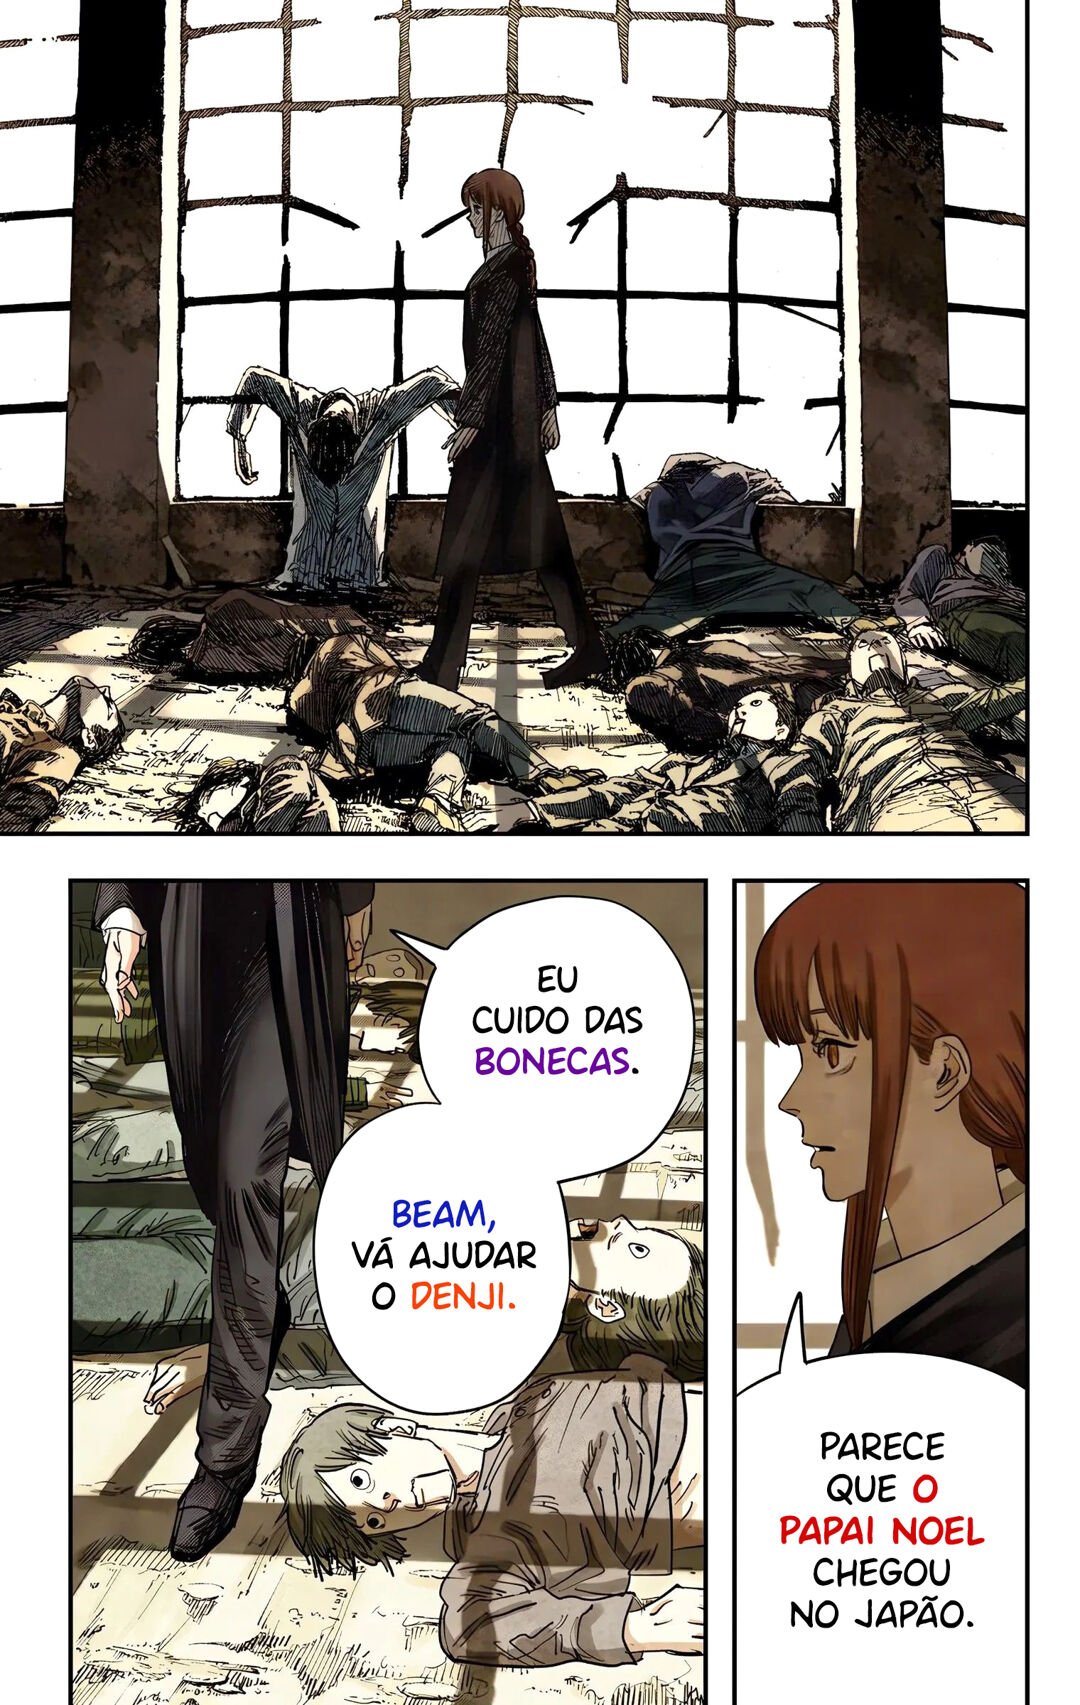 PARECE
QUE O
PAPAI NOEL
CHEGOU
NO JAPÃO.
EU
CUIDO DAS
BONECAS.
BEAM,
VÁ AJUDAR
O DENJI.